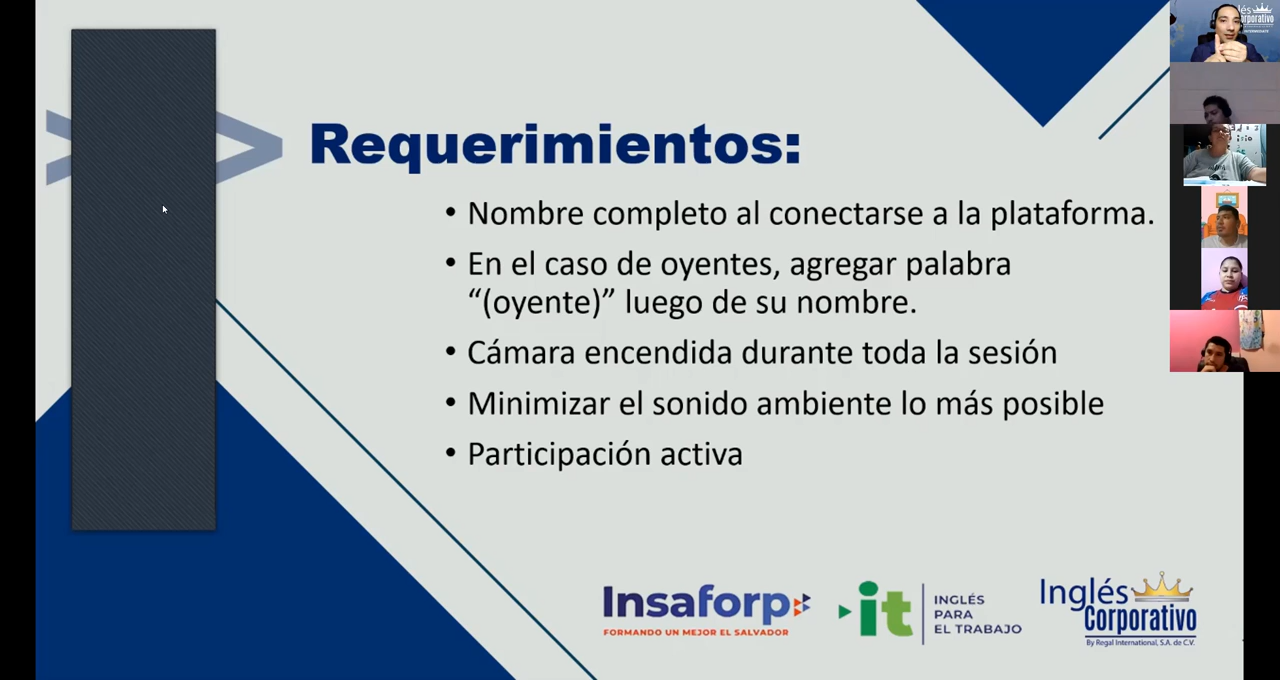 Requerimientos:
• Nombre completo al conectarse a la plataforma.
• En el caso de oyentes, agregar palabra
“(oyente)” luego de su nombre.
• Cámara encendida durante toda la sesión
• Minimizar el sonido ambiente lo más posible
• Participación activa
Insaforp
FORMANDO UN MEJOR EL SALVADOR
it
INGLÉS
PARA
EL TRABAJO
Inglés
Corporativo
By Regal International, S.A. de C.V.